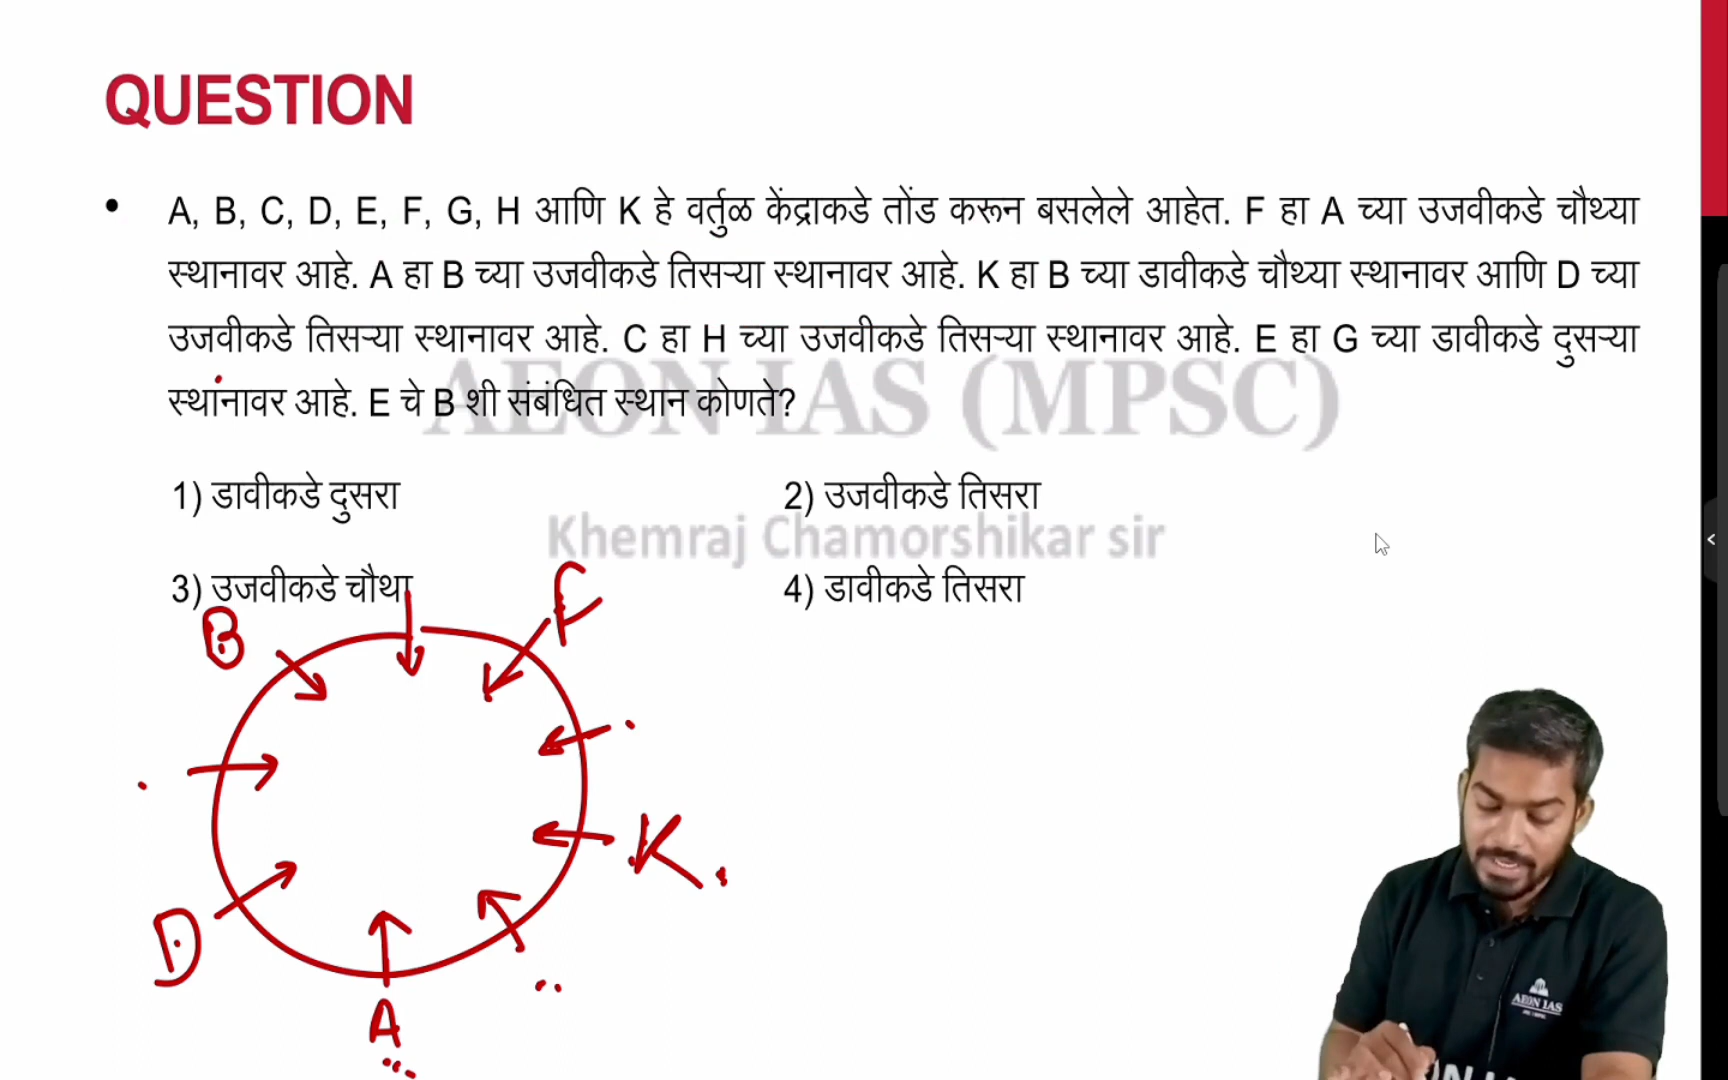 QUESTION
• A, B, C, D, E, F, G, H आणि K हे वर्तुळ केंद्राकडे तोंड करून बसलेले आहेत. F हा A च्या उजवीकडे चौथ्या
स्थानावर आहे. A हा B च्या उजवीकडे तिसऱ्या स्थानावर आहे. K हा B च्या डावीकडे चौथ्या स्थानावर आणि D च्या
उजवीकडे तिसऱ्या स्थानावर आहे. C हा H च्या उजवीकडे तिसऱ्या स्थानावर आहे. E हा G च्या डावीकडे दुसऱ्या
स्थानावर आहे. E चे B शी संबंधित स्थान कोणते?
AEON IAS (MPSC)
1) डावीकडे दुसरा 2) उजवीकडे तिसरा
Khemraj Chamorshikar sir
3) उजवीकडे चौथा 4) डावीकडे तिसरा
B F
K
D
A
AEON IAS